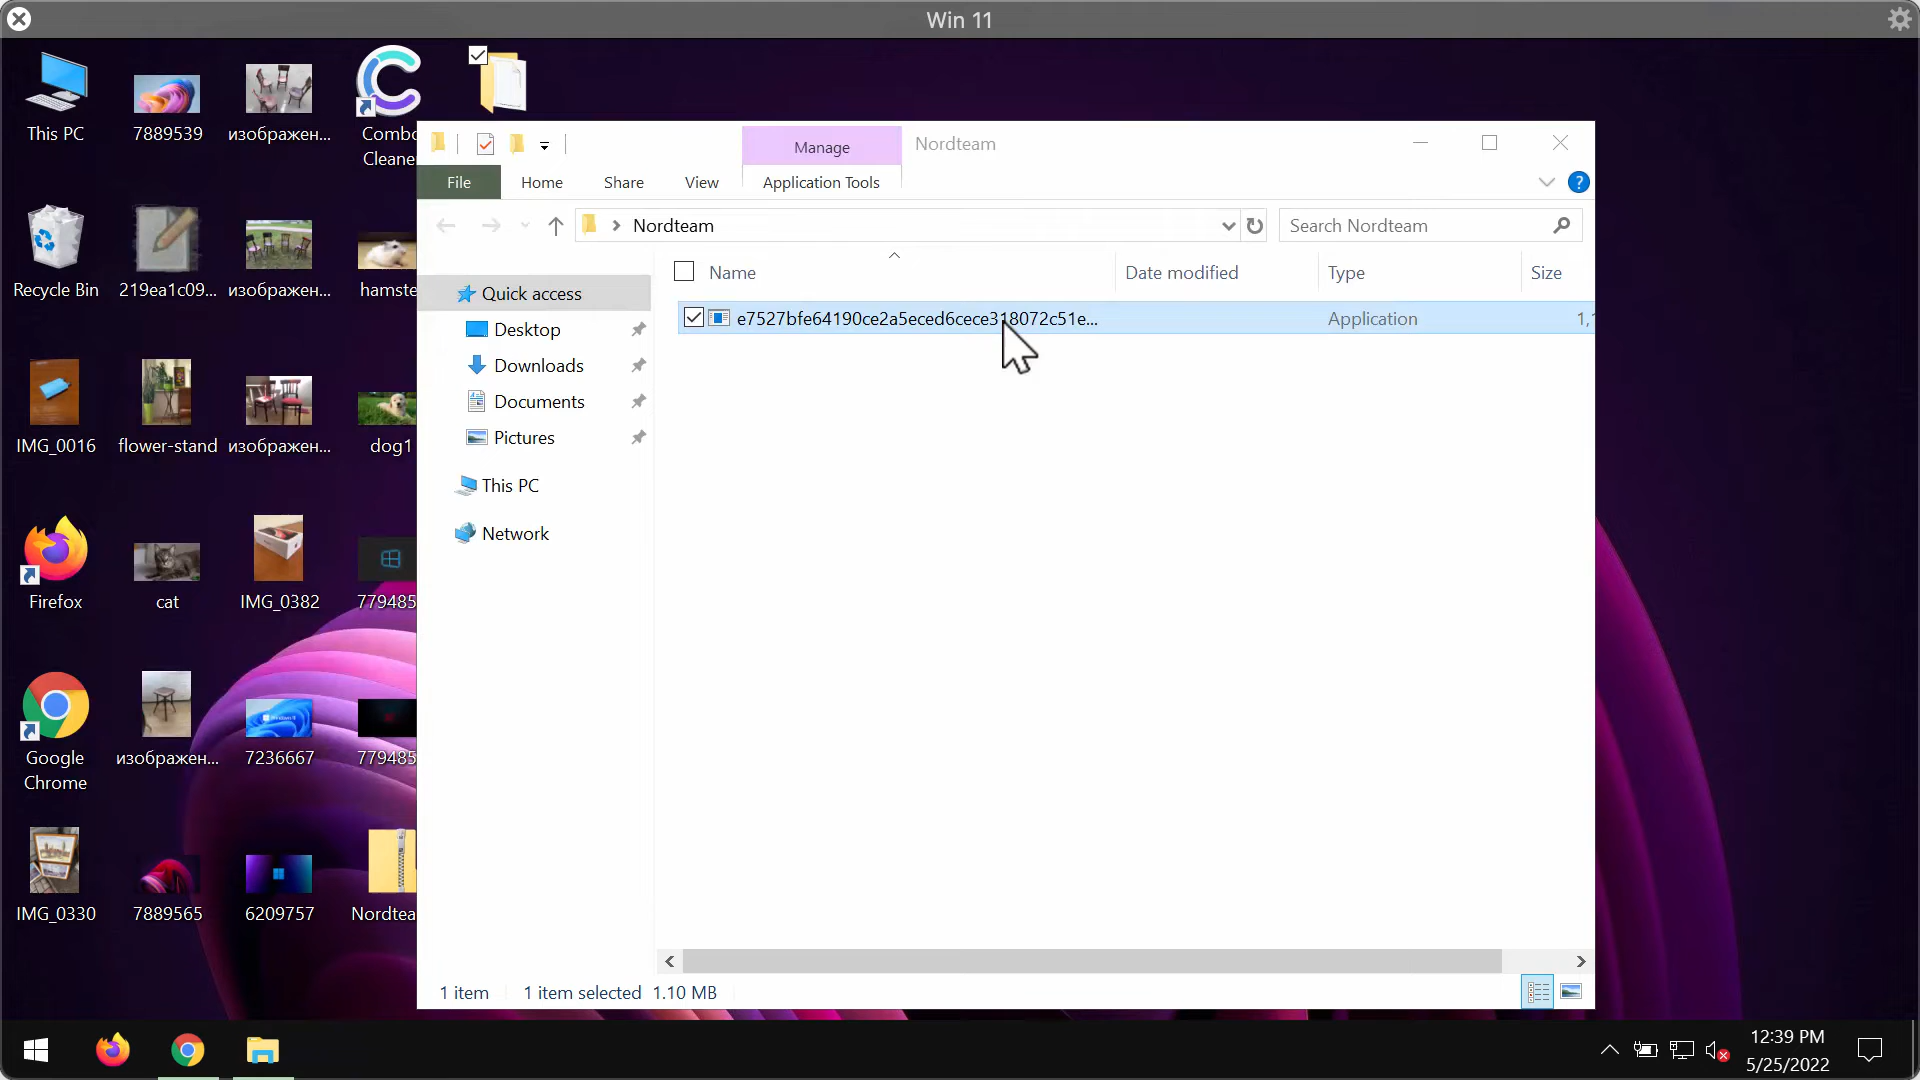 Win 11
This PC
7889539
изображен...
Combo
Cleane
Recycle Bin
219ea1c09...
изображен...
hamste
IMG_0016
flower-stand
изображен...
dog1
Firefox
cat
IMG_0382
779485
Google
Chrome
изображен...
7236667
779485
IMG_0330
7889565
6209757
Nordtea
Manage
Nordteam
File
Home
Share
View
Application Tools
Nordteam
Search Nordteam
Name
Date modified
Type
Size
Quick access
Desktop
Downloads
Documents
Pictures
This PC
Network
e7527bfe64190ce2a5eced6cece318072c51e...
Application
1,1
1 item
1 item selected 1.10 MB
12:39 PM
5/25/2022